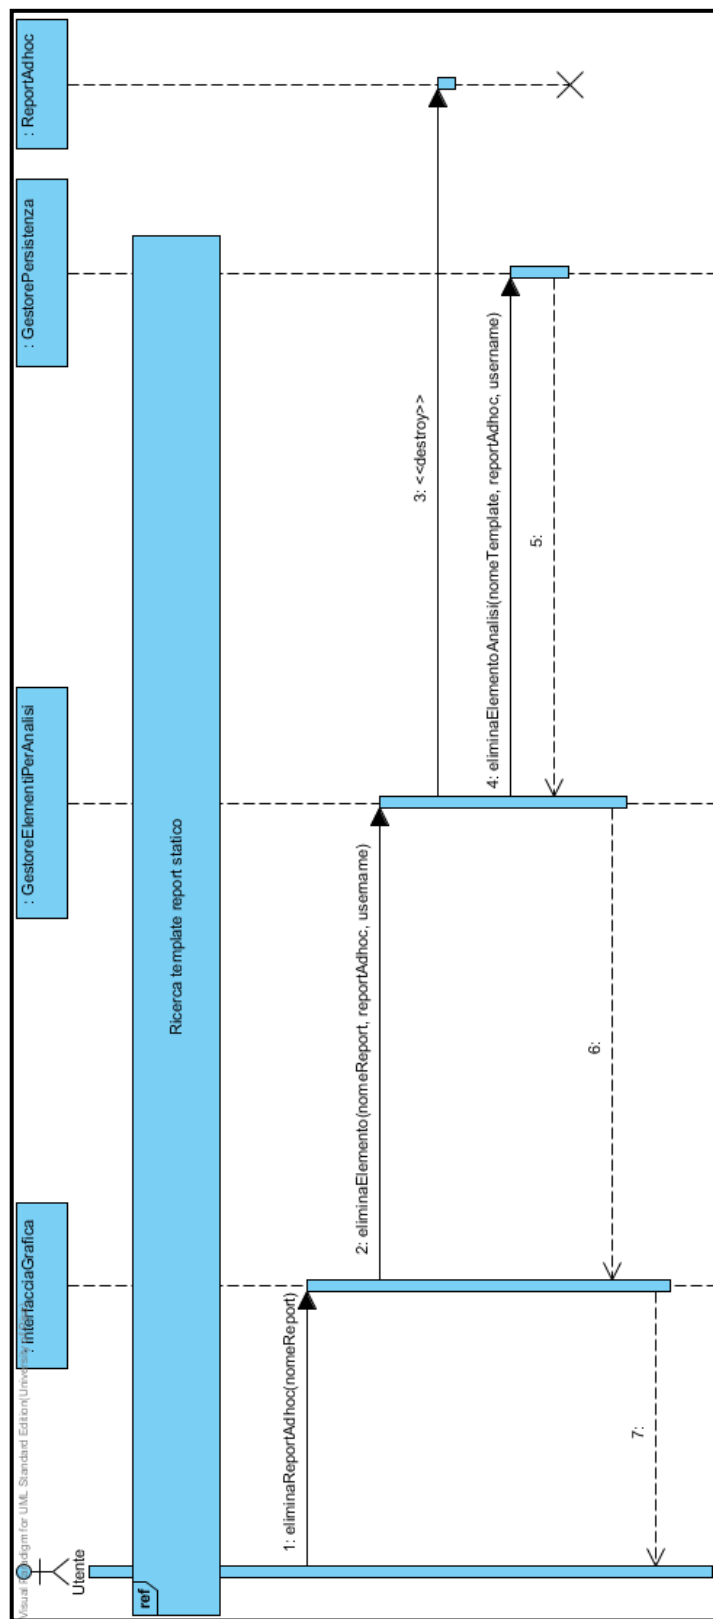 Visual Paradigm for UML Standard Edition(University
Utente
: InterfacciaGrafica
: GestoreElementiPerAnalisi
: GestorePersistenza
: ReportAdhoc
ref
Ricerca template report statico
1: eliminaReportAdhoc(nomeReport)
2: eliminaElemento(nomeReport, reportAdhoc, username)
3: <<destroy>>
4: eliminaElementoAnalisi(nomeTemplate, reportAdhoc, username)
5:
6:
7: